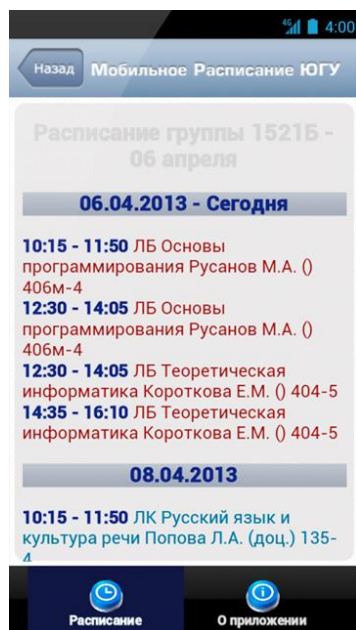 4G 4:00
Назад Мобильное Расписание ЮГУ
Расписание группы 1521Б -
06 апреля
06.04.2013 - Сегодня
10:15 - 11:50 ЛБ Основы
программирования Русанов М.А. ()
406м-4
12:30 - 14:05 ЛБ Основы
программирования Русанов М.А. ()
406м-4
12:30 - 14:05 ЛБ Теоретическая
информатика Короткова Е.М. () 404-5
14:35 - 16:10 ЛБ Теоретическая
информатика Короткова Е.М. () 404-5
08.04.2013
10:15 - 11:50 ЛК Русский язык и
культура речи Попова Л.А. (доц.) 135-
4
Расписание О приложении